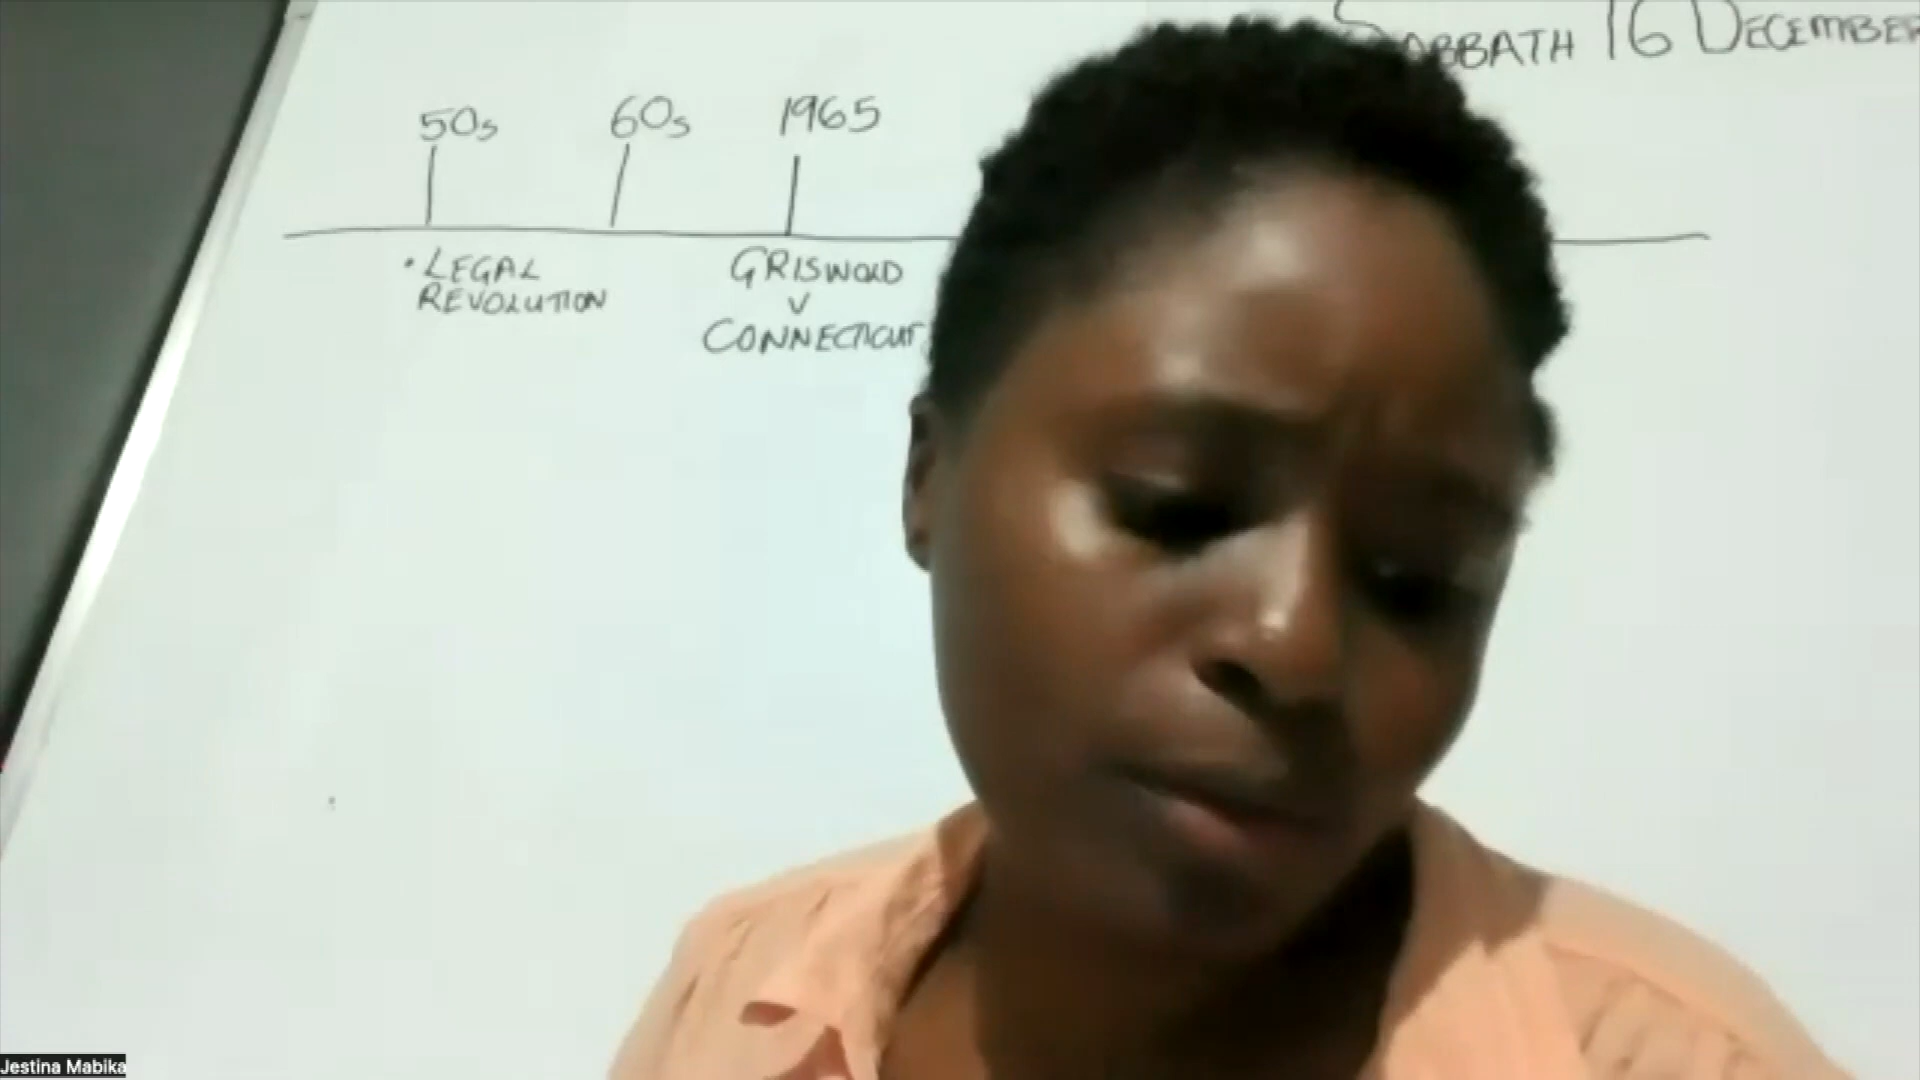 SABBATH 16 DECEMBER
50s 60s 1965
• LEGAL
REVOLUTION
GRISWOLD
V
CONNECTICUT
Jestina Mabika